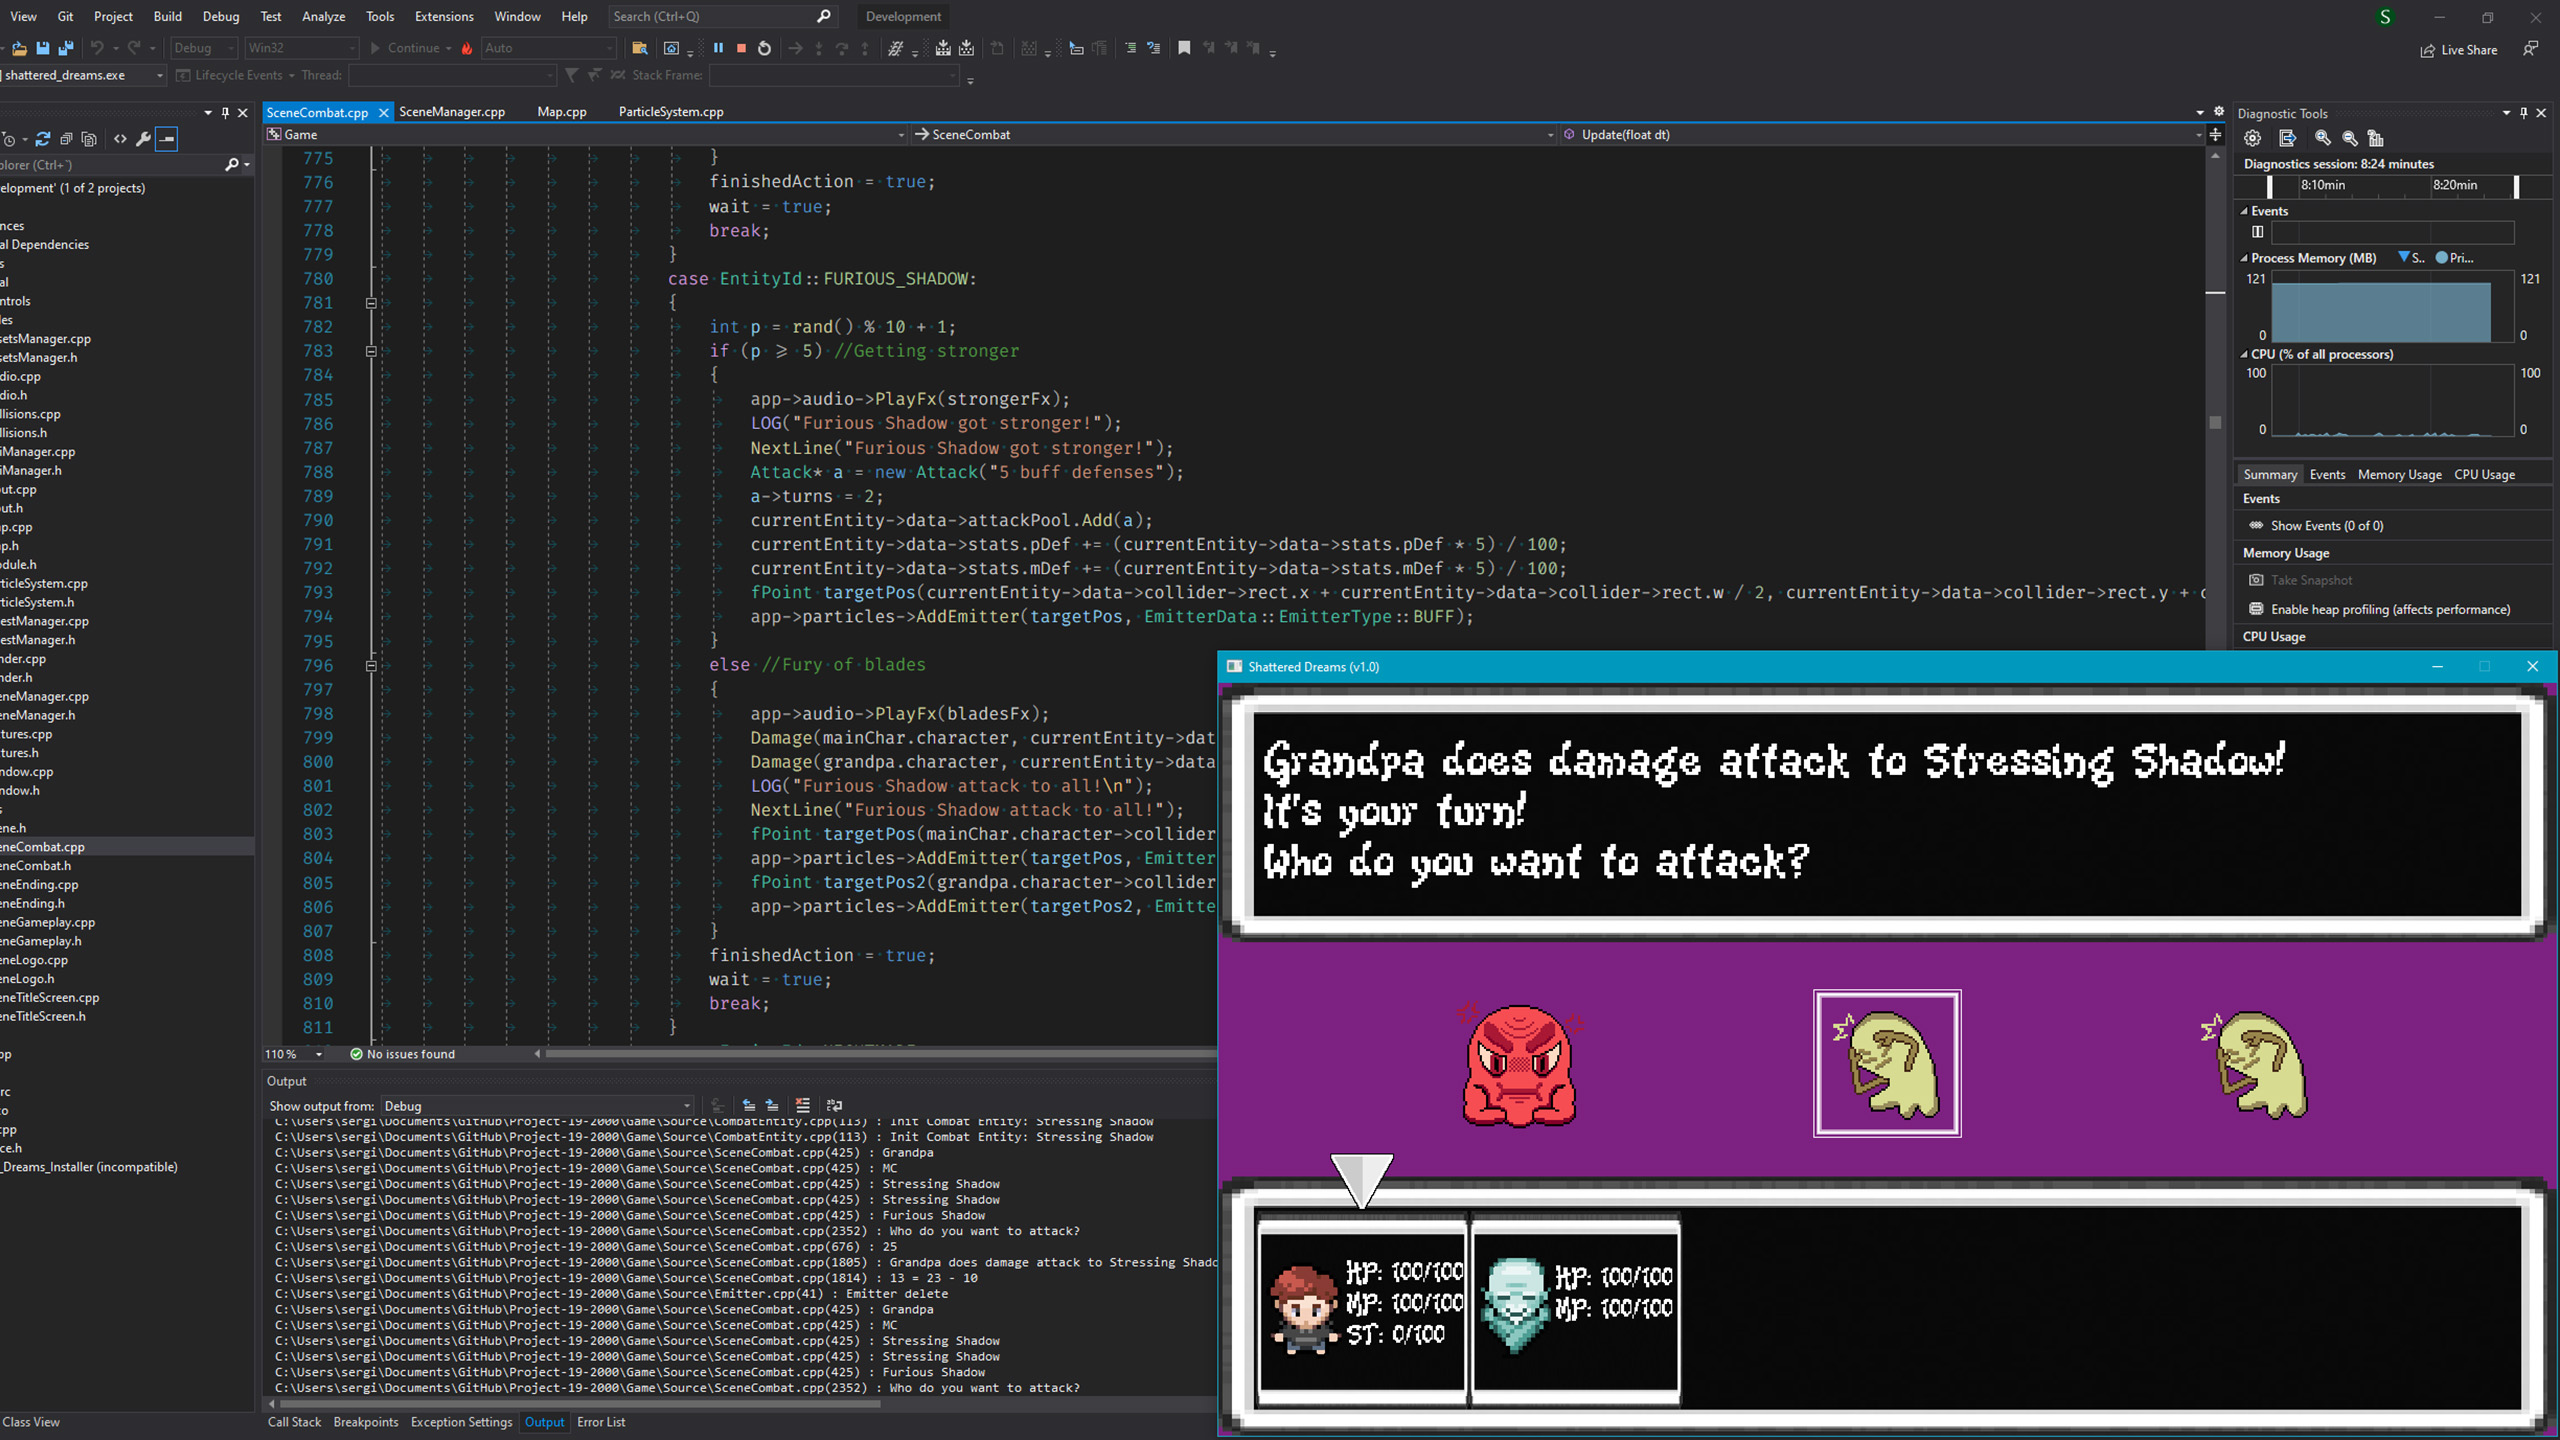 View Git Project Build Debug Test Analyze Tools Extensions Window Help Search (Ctrl+Q) Development S
Debug Win32 Continue Auto Live Share
shattered_dreams.exe Lifecycle Events Thread: Stack Frame:
SceneCombat.cpp SceneManager.cpp Map.cpp ParticleSystem.cpp
Game SceneCombat Update(float dt)
olorer (Ctrl+¨)
velopment' (1 of 2 projects)
nces
al Dependencies
s
al
ntrols
les
setsManager.cpp
setsManager.h
dio.cpp
dio.h
llisions.cpp
llisions.h
iManager.cpp
iManager.h
out.cpp
out.h
ap.cpp
ap.h
odule.h
rticleSystem.cpp
rticleSystem.h
estManager.cpp
estManager.h
nder.cpp
nder.h
eneManager.cpp
eneManager.h
xtures.cpp
xtures.h
ndow.cpp
ndow.h
s
ene.h
eneCombat.cpp
eneCombat.h
eneEnding.cpp
eneEnding.h
eneGameplay.cpp
eneGameplay.h
eneLogo.cpp
eneLogo.h
eneTitleScreen.cpp
eneTitleScreen.h
pp
rc
co
cpp
ce.h
_Dreams_Installer (incompatible)
Class View
775 }
776 finishedAction = true;
777 wait = true;
778 break;
779 }
780 case EntityId::FURIOUS_SHADOW:
781 {
782 int p = rand() % 10 + 1;
783 if (p >= 5) //Getting stronger
784 {
785 app->audio->PlayFx(strongerFx);
786 LOG("Furious Shadow got stronger!");
787 NextLine("Furious Shadow got stronger!");
788 Attack* a = new Attack("5 buff defenses");
789 a->turns = 2;
790 currentEntity->data->attackPool.Add(a);
791 currentEntity->data->stats.pDef += (currentEntity->data->stats.pDef * 5) / 100;
792 currentEntity->data->stats.mDef += (currentEntity->data->stats.mDef * 5) / 100;
793 fPoint targetPos(currentEntity->data->collider->rect.x + currentEntity->data->collider->rect.w / 2, currentEntity->data->collider->rect.y + c
794 app->particles->AddEmitter(targetPos, EmitterData::EmitterType::BUFF);
795 }
796 else //Fury of blades
797 {
798 app->audio->PlayFx(bladesFx);
799 Damage(mainChar.character, currentEntity->dat
800 Damage(grandpa.character, currentEntity->data
801 LOG("Furious Shadow attack to all!\n");
802 NextLine("Furious Shadow attack to all!");
803 fPoint targetPos(mainChar.character->collider
804 app->particles->AddEmitter(targetPos, Emitter
805 fPoint targetPos2(grandpa.character->collider
806 app->particles->AddEmitter(targetPos2, Emitte
807 }
808 finishedAction = true;
809 wait = true;
810 break;
811 }
110 % No issues found
Output
Show output from: Debug
C:\Users\sergi\Documents\GitHub\Project-19-2000\Game\Source\CombatEntity.cpp(113) : Init Combat Entity: Stressing Shadow
C:\Users\sergi\Documents\GitHub\Project-19-2000\Game\Source\CombatEntity.cpp(113) : Init Combat Entity: Stressing Shadow
C:\Users\sergi\Documents\GitHub\Project-19-2000\Game\Source\SceneCombat.cpp(425) : Grandpa
C:\Users\sergi\Documents\GitHub\Project-19-2000\Game\Source\SceneCombat.cpp(425) : MC
C:\Users\sergi\Documents\GitHub\Project-19-2000\Game\Source\SceneCombat.cpp(425) : Stressing Shadow
C:\Users\sergi\Documents\GitHub\Project-19-2000\Game\Source\SceneCombat.cpp(425) : Stressing Shadow
C:\Users\sergi\Documents\GitHub\Project-19-2000\Game\Source\SceneCombat.cpp(425) : Furious Shadow
C:\Users\sergi\Documents\GitHub\Project-19-2000\Game\Source\SceneCombat.cpp(2352) : Who do you want to attack?
C:\Users\sergi\Documents\GitHub\Project-19-2000\Game\Source\SceneCombat.cpp(676) : 25
C:\Users\sergi\Documents\GitHub\Project-19-2000\Game\Source\SceneCombat.cpp(1805) : Grandpa does damage attack to Stressing Shado
C:\Users\sergi\Documents\GitHub\Project-19-2000\Game\Source\SceneCombat.cpp(1814) : 13 = 23 - 10
C:\Users\sergi\Documents\GitHub\Project-19-2000\Game\Source\Emitter.cpp(41) : Emitter delete
C:\Users\sergi\Documents\GitHub\Project-19-2000\Game\Source\SceneCombat.cpp(425) : Grandpa
C:\Users\sergi\Documents\GitHub\Project-19-2000\Game\Source\SceneCombat.cpp(425) : MC
C:\Users\sergi\Documents\GitHub\Project-19-2000\Game\Source\SceneCombat.cpp(425) : Stressing Shadow
C:\Users\sergi\Documents\GitHub\Project-19-2000\Game\Source\SceneCombat.cpp(425) : Stressing Shadow
C:\Users\sergi\Documents\GitHub\Project-19-2000\Game\Source\SceneCombat.cpp(425) : Furious Shadow
C:\Users\sergi\Documents\GitHub\Project-19-2000\Game\Source\SceneCombat.cpp(2352) : Who do you want to attack?
Call Stack Breakpoints Exception Settings Output Error List
Diagnostic Tools
Diagnostics session: 8:24 minutes
8:10min 8:20min
Events
Process Memory (MB) S.. Pri...
121 121
0 0
CPU (% of all processors)
100 100
0 0
Summary Events Memory Usage CPU Usage
Events
Show Events (0 of 0)
Memory Usage
Take Snapshot
Enable heap profiling (affects performance)
CPU Usage
Shattered Dreams (v1.0)
Grandpa does damage attack to Stressing Shadow!
It's your turn!
Who do you want to attack?
HP: 100/100
MP: 100/100
ST: 0/100
HP: 100/100
MP: 100/100